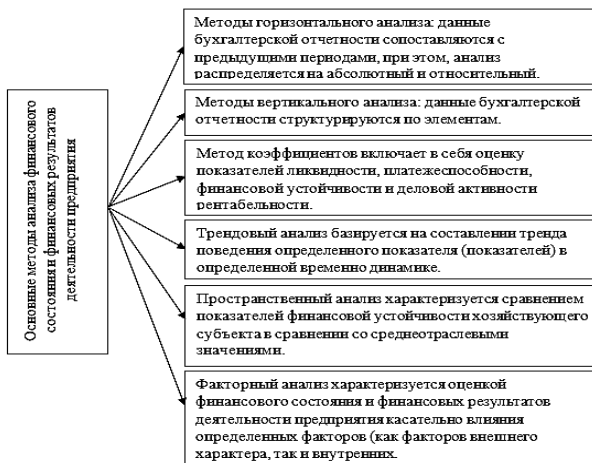 Основные методы анализа финансового
состояния и финансовых результатов
деятельности предприятия
Методы горизонтального анализа: данные
бухгалтерской отчетности сопоставляются с
предыдущими периодами, при этом, анализ
распределяется на абсолютный и относительный.
Методы вертикального анализа: данные бухгалтерской
отчетности структурируются по элементам.
Метод коэффициентов включает в себя оценку
показателей ликвидности, платежеспособности,
финансовой устойчивости и деловой активности
рентабельности.
Трендовый анализ базируется на составлении тренда
поведения определенного показателя (показателей) в
определенной временно динамике.
Пространственный анализ характеризуется сравнением
показателей финансовой устойчивости хозяйствующего
субъекта в сравнении со среднеотраслевыми
значениями.
Факторный анализ характеризуется оценкой
финансового состояния и финансовых результатов
деятельности предприятия касательно влияния
определенных факторов (как факторов внешнего
характера, так и внутренних.